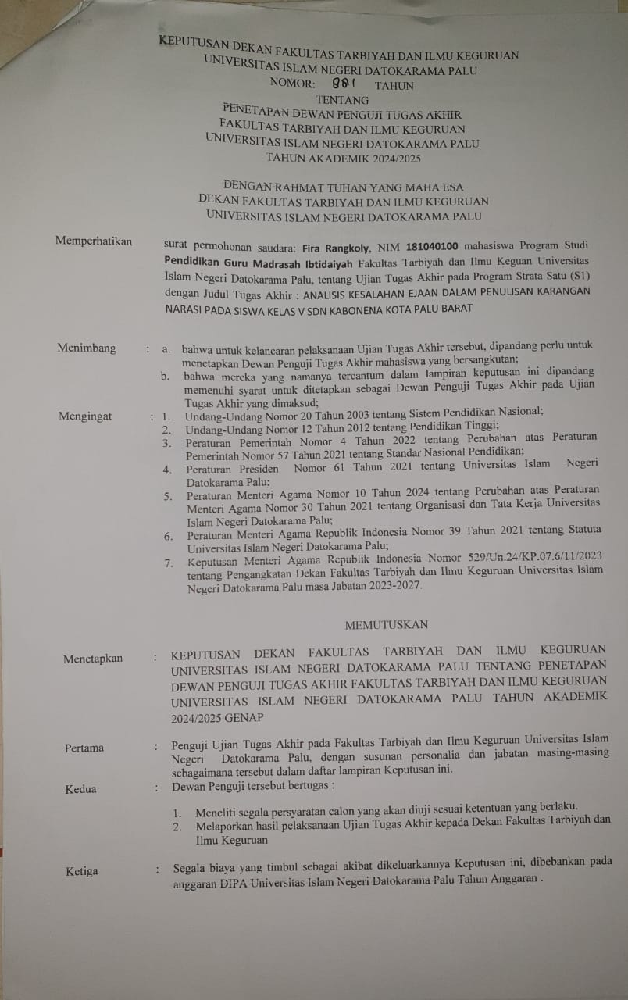 KEPUTUSAN DEKAN FAKULTAS TARBIYAH DAN ILMU KEGURUAN
UNIVERSITAS ISLAM NEGERI DATOKARAMA PALU
NOMOR: 881 TAHUN
TENTANG
PENETAPAN DEWAN PENGUJI TUGAS AKHIR
FAKULTAS TARBIYAH DAN ILMU KEGURUAN
UNIVERSITAS ISLAM NEGERI DATOKARAMA PALU
TAHUN AKADEMIK 2024/2025
DENGAN RAHMAT TUHAN YANG MAHA ESA
DEKAN FAKULTAS TARBIYAH DAN ILMU KEGURUAN
UNIVERSITAS ISLAM NEGERI DATOKARAMA PALU
Memperhatikan surat permohonan saudara: Fira Rangkoly, NIM 181040100 mahasiswa Program Studi
Pendidikan Guru Madrasah Ibtidaiyah Fakultas Tarbiyah dan Ilmu Keguan Universitas
Islam Negeri Datokarama Palu, tentang Ujian Tugas Akhir pada Program Strata Satu (S1)
dengan Judul Tugas Akhir : ANALISIS KESALAHAN EJAAN DALAM PENULISAN KARANGAN
NARASI PADA SISWA KELAS V SDN KABONENA KOTA PALU BARAT
Menimbang : a. bahwa untuk kelancaran pelaksanaan Ujian Tugas Akhir tersebut, dipandang perlu untuk
menetapkan Dewan Penguji Tugas Akhir mahasiswa yang bersangkutan;
b. bahwa mereka yang namanya tercantum dalam lampiran keputusan ini dipandang
memenuhi syarat untuk ditetapkan sebagai Dewan Penguji Tugas Akhir pada Ujian
Tugas Akhir yang dimaksud;
Mengingat : 1. Undang-Undang Nomor 20 Tahun 2003 tentang Sistem Pendidikan Nasional;
2. Undang-Undang Nomor 12 Tahun 2012 tentang Pendidikan Tinggi;
3. Peraturan Pemerintah Nomor 4 Tahun 2022 tentang Perubahan atas Peraturan
Pemerintah Nomor 57 Tahun 2021 tentang Standar Nasional Pendidikan;
4. Peraturan Presiden Nomor 61 Tahun 2021 tentang Universitas Islam Negeri
Datokarama Palu;
5. Peraturan Menteri Agama Nomor 10 Tahun 2024 tentang Perubahan atas Peraturan
Menteri Agama Nomor 30 Tahun 2021 tentang Organisasi dan Tata Kerja Universitas
Islam Negeri Datokarama Palu;
6. Peraturan Menteri Agama Republik Indonesia Nomor 39 Tahun 2021 tentang Statuta
Universitas Islam Negeri Datokarama Palu;
7. Keputusan Menteri Agama Republik Indonesia Nomor 529/Un.24/KP.07.6/11/2023
tentang Pengangkatan Dekan Fakultas Tarbiyah dan Ilmu Keguruan Universitas Islam
Negeri Datokarama Palu masa Jabatan 2023-2027.
MEMUTUSKAN
Menetapkan : KEPUTUSAN DEKAN FAKULTAS TARBIYAH DAN ILMU KEGURUAN
UNIVERSITAS ISLAM NEGERI DATOKARAMA PALU TENTANG PENETAPAN
DEWAN PENGUJI TUGAS AKHIR FAKULTAS TARBIYAH DAN ILMU KEGURUAN
UNIVERSITAS ISLAM NEGERI DATOKARAMA PALU TAHUN AKADEMIK
2024/2025 GENAP
Pertama : Penguji Ujian Tugas Akhir pada Fakultas Tarbiyah dan Ilmu Keguruan Universitas Islam
Negeri Datokarama Palu, dengan susunan personalia dan jabatan masing-masing
sebagaimana tersebut dalam daftar lampiran Keputusan ini.
Kedua : Dewan Penguji tersebut bertugas :
1. Meneliti segala persyaratan calon yang akan diuji sesuai ketentuan yang berlaku.
2. Melaporkan hasil pelaksanaan Ujian Tugas Akhir kepada Dekan Fakultas Tarbiyah dan
Ilmu Keguruan
Ketiga : Segala biaya yang timbul sebagai akibat dikeluarkannya Keputusan ini, dibebankan pada
anggaran DIPA Universitas Islam Negeri Datokarama Palu Tahun Anggaran .